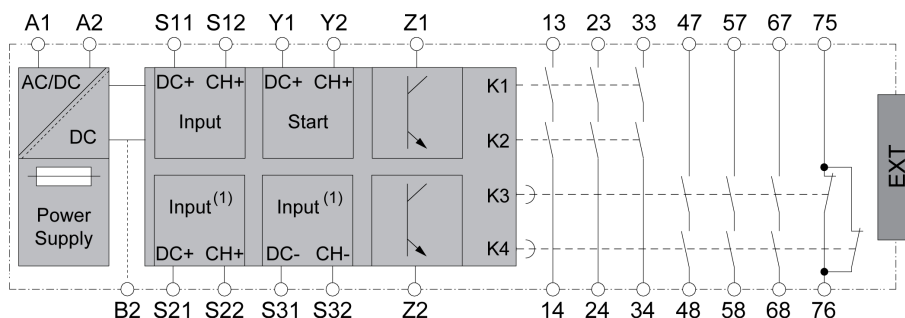 A1 A2 S11 S12 Y1 Y2 Z1 13 23 33 47 57 67 75
AC/DC DC+ CH+ DC+ CH+ K1
Input Start
DC K2
EXT
K3
Input(1) Input(1)
Power
Supply
K4
DC+ CH+ DC- CH-
B2 S21 S22 S31 S32 Z2 14 24 34 48 58 68 76